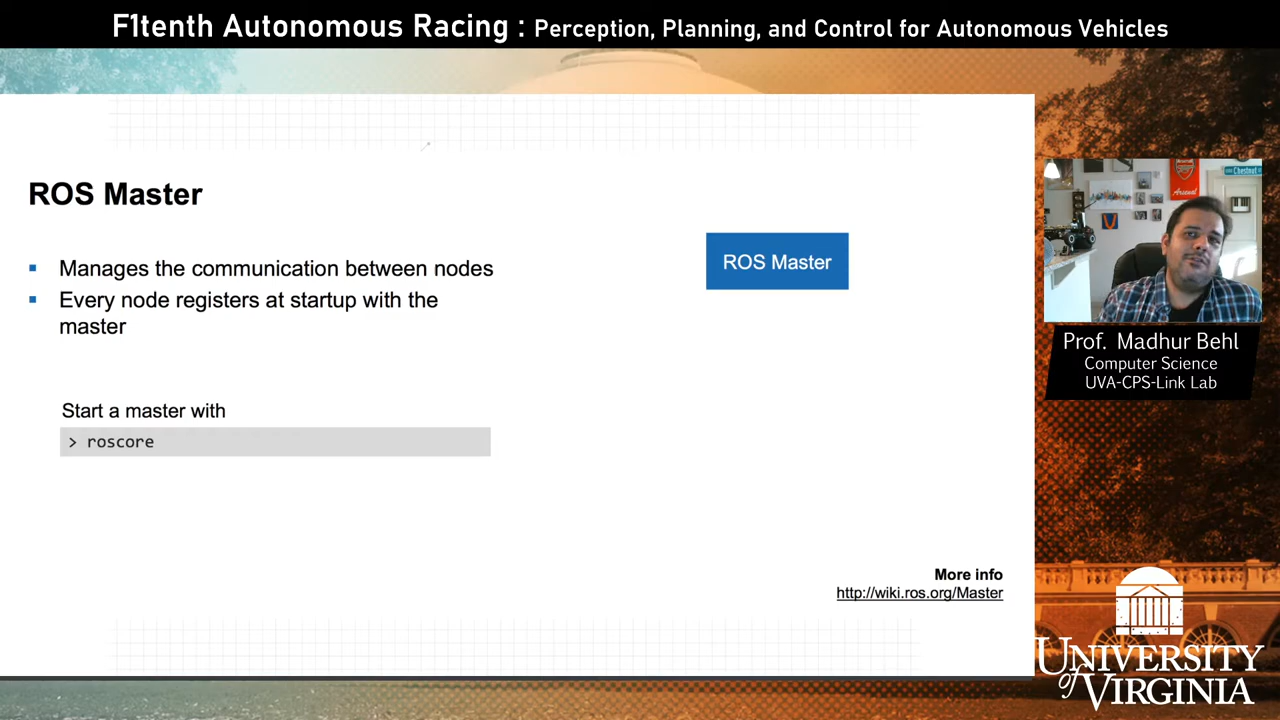 F1tenth Autonomous Racing : Perception, Planning, and Control for Autonomous Vehicles
ROS Master
Manages the communication between nodes
Every node registers at startup with the
master
Start a master with
> roscore
ROS Master
More info
http://wiki.ros.org/Master
Arsenal
Chestnut
Prof. Madhur Behl
Computer Science
UVA-CPS-Link Lab
UNIVERSITY
of VIRGINIA